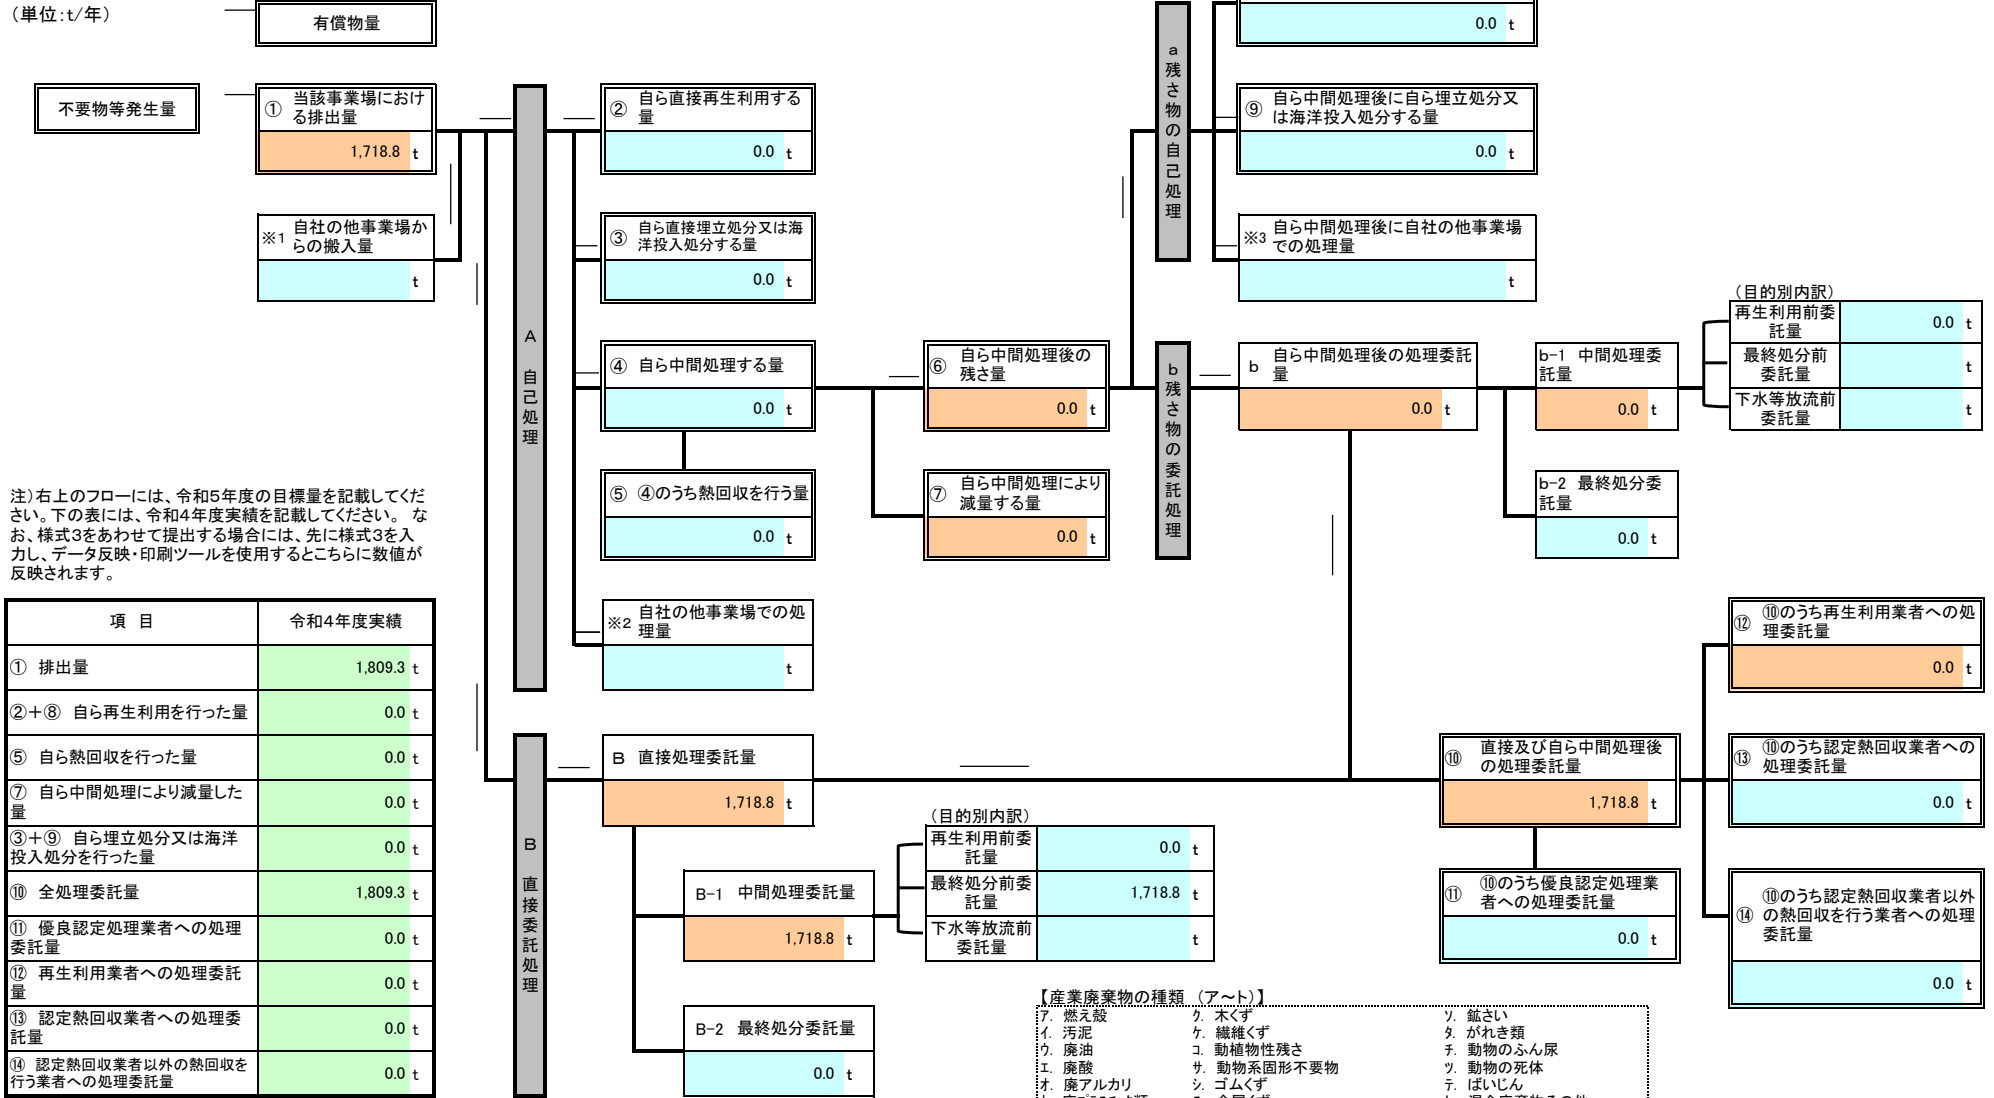 （単位:t/年）
有償物量
0.0 t
不要物等発生量
① 当該事業場におけ
る排出量
1,718.8 t
② 自ら直接再生利用する
量
0.0 t
a 残さ物の自己処理
⑨ 自ら中間処理後に自ら埋立処分又
は海洋投入処分する量
0.0 t
※1 自社の他事業場か
らの搬入量
t
③ 自ら直接埋立処分又は海
洋投入処分する量
0.0 t
※3 自ら中間処理後に自社の他事業場
での処理量
t
A 自己処理
④ 自ら中間処理する量
0.0 t
⑥ 自ら中間処理後の
残さ量
0.0 t
b 残さ物の委託処理
b 自ら中間処理後の処理委託
量
0.0 t
b-1 中間処理委
託量
0.0 t
（目的別内訳）
再生利用前委
託量
0.0 t
最終処分前
委託量
t
下水等放流前
委託量
t
⑤ ④のうち熱回収を行う量
0.0 t
⑦ 自ら中間処理により
減量する量
0.0 t
b-2 最終処分委
託量
0.0 t
注）右上のフローには、令和５年度の目標量を記載してくだ
さい。下の表には、令和４年度実績を記載してください。 な
お、様式３をあわせて提出する場合には、先に様式３を入
力し、データ反映・印刷ツールを使用するとこちらに数値が
反映されます。
※2 自社の他事業場での処
理量
t
項 目 令和４年度実績
① 排出量 1,809.3 t
②＋⑧ 自ら再生利用を行った量 0.0 t
⑤ 自ら熱回収を行った量 0.0 t
⑦ 自ら中間処理により減量した
量 0.0 t
③＋⑨ 自ら埋立処分又は海洋
投入処分を行った量 0.0 t
⑩ 全処理委託量 1,809.3 t
⑪ 優良認定処理業者への処理
委託量 0.0 t
⑫ 再生利用業者への処理委託
量 0.0 t
⑬ 認定熱回収業者への処理委
託量 0.0 t
⑭ 認定熱回収業者以外の熱回収を
行う業者への処理委託量 0.0 t
B 直接委託処理
B 直接処理委託量
1,718.8 t
B-1 中間処理委託量
1,718.8 t
（目的別内訳）
再生利用前委
託量
0.0 t
最終処分前委
託量
1,718.8 t
下水等放流前
委託量
t
B-2 最終処分委託量
0.0 t
⑩ 直接及び自ら中間処理後
の処理委託量
1,718.8 t
⑪ ⑩のうち優良認定処理業
者への処理委託量
0.0 t
⑫ ⑩のうち再生利用業者への処
理委託量
0.0 t
⑬ ⑩のうち認定熱回収業者への
処理委託量
0.0 t
⑭ ⑩のうち認定熱回収業者以外
の熱回収を行う業者への処理
委託量
0.0 t
【産業廃棄物の種類 （ア～ト）】
ア. 燃え殻 ク. 木くず ソ. 鉱さい
イ. 汚泥 ケ. 繊維くず タ. がれき類
ウ. 廃油 コ. 動植物性残さ チ. 動物のふん尿
エ. 廃酸 サ. 動物系固形不要物 ツ. 動物の死体
オ. 廃アルカリ シ. ゴムくず テ. ばいじん